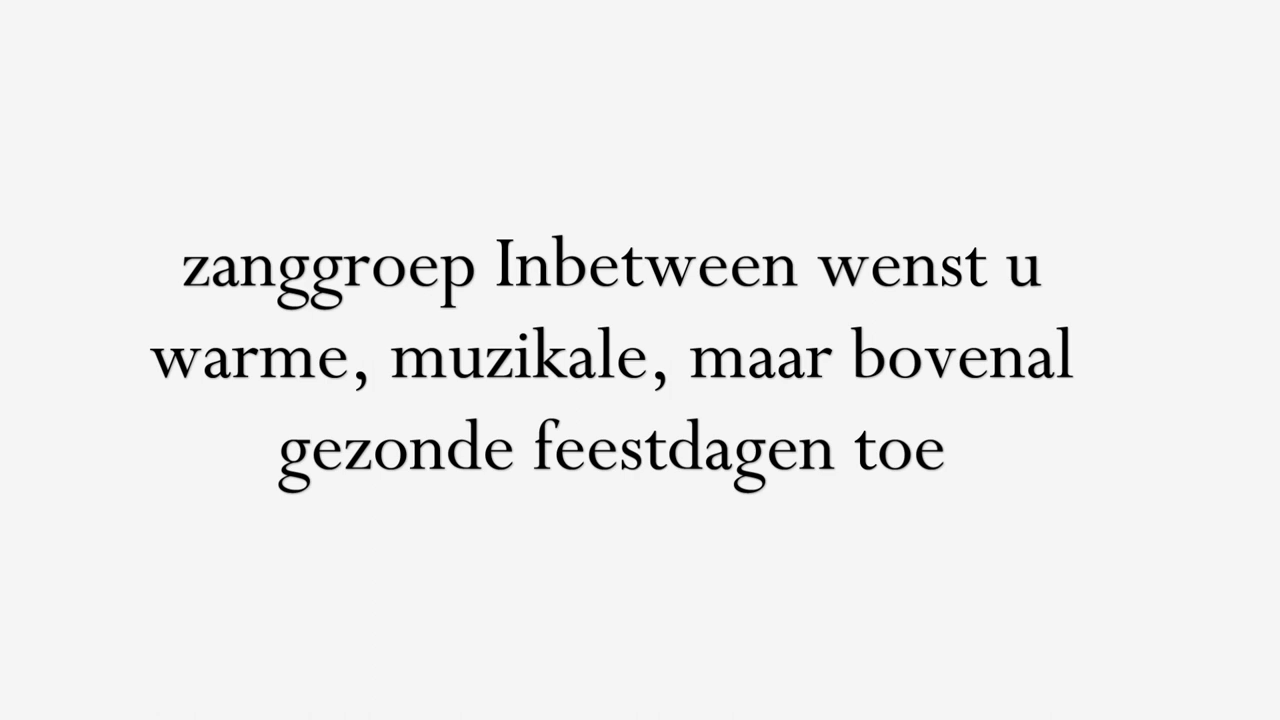 zanggroep Inbetween wenst u
warme, muzikale, maar bovenal
gezonde feestdagen toe